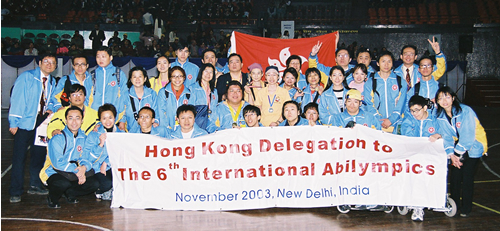 Hong Kong Delegation to
The 6th International Abilympics
November 2003, New Delhi, India